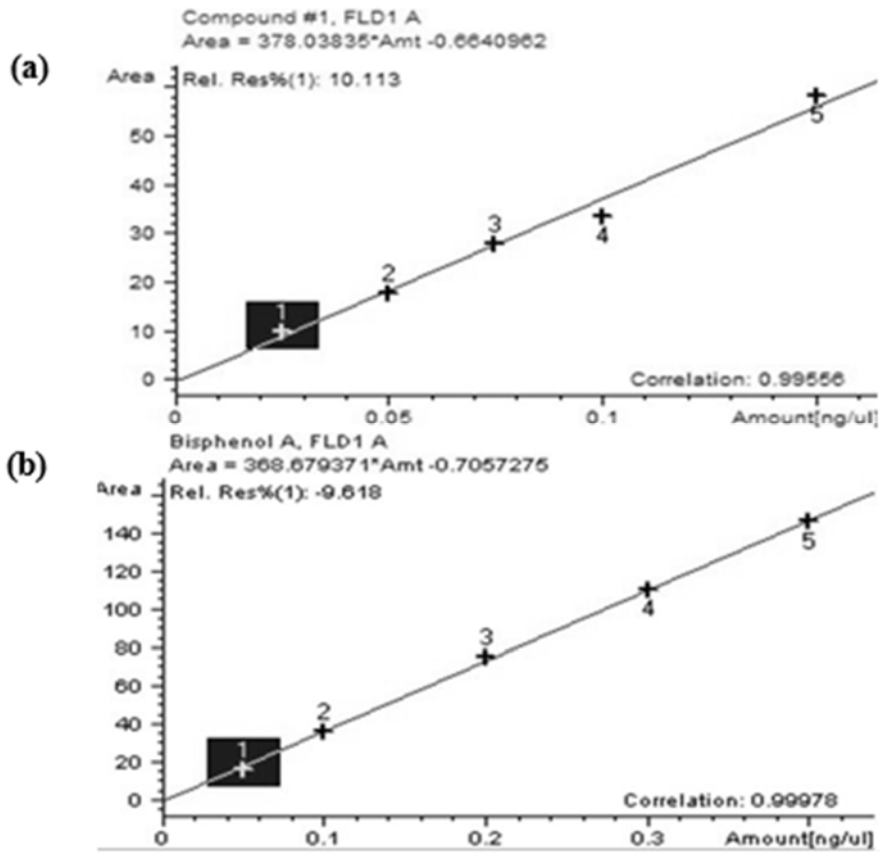 Compound #1, FLD1 A
Area = 378.03835*Amt -0.6640962
(a)
Area
Rel. Res%(1): 10.113
5
50
40
3
30
4
2
20
1
10
0
Correlation: 0.99556
0 0.05 0.1 Amount[ng/ul]
Bisphenol A, FLD1 A
(b)
Area = 368.679371*Amt -0.7057275
Area
Rel. Res%(1): -9.618
140
5
120
100
4
80
3
60
2
40
1
20
0
Correlation: 0.99978
0 0.1 0.2 0.3 Amount[ng/ul]